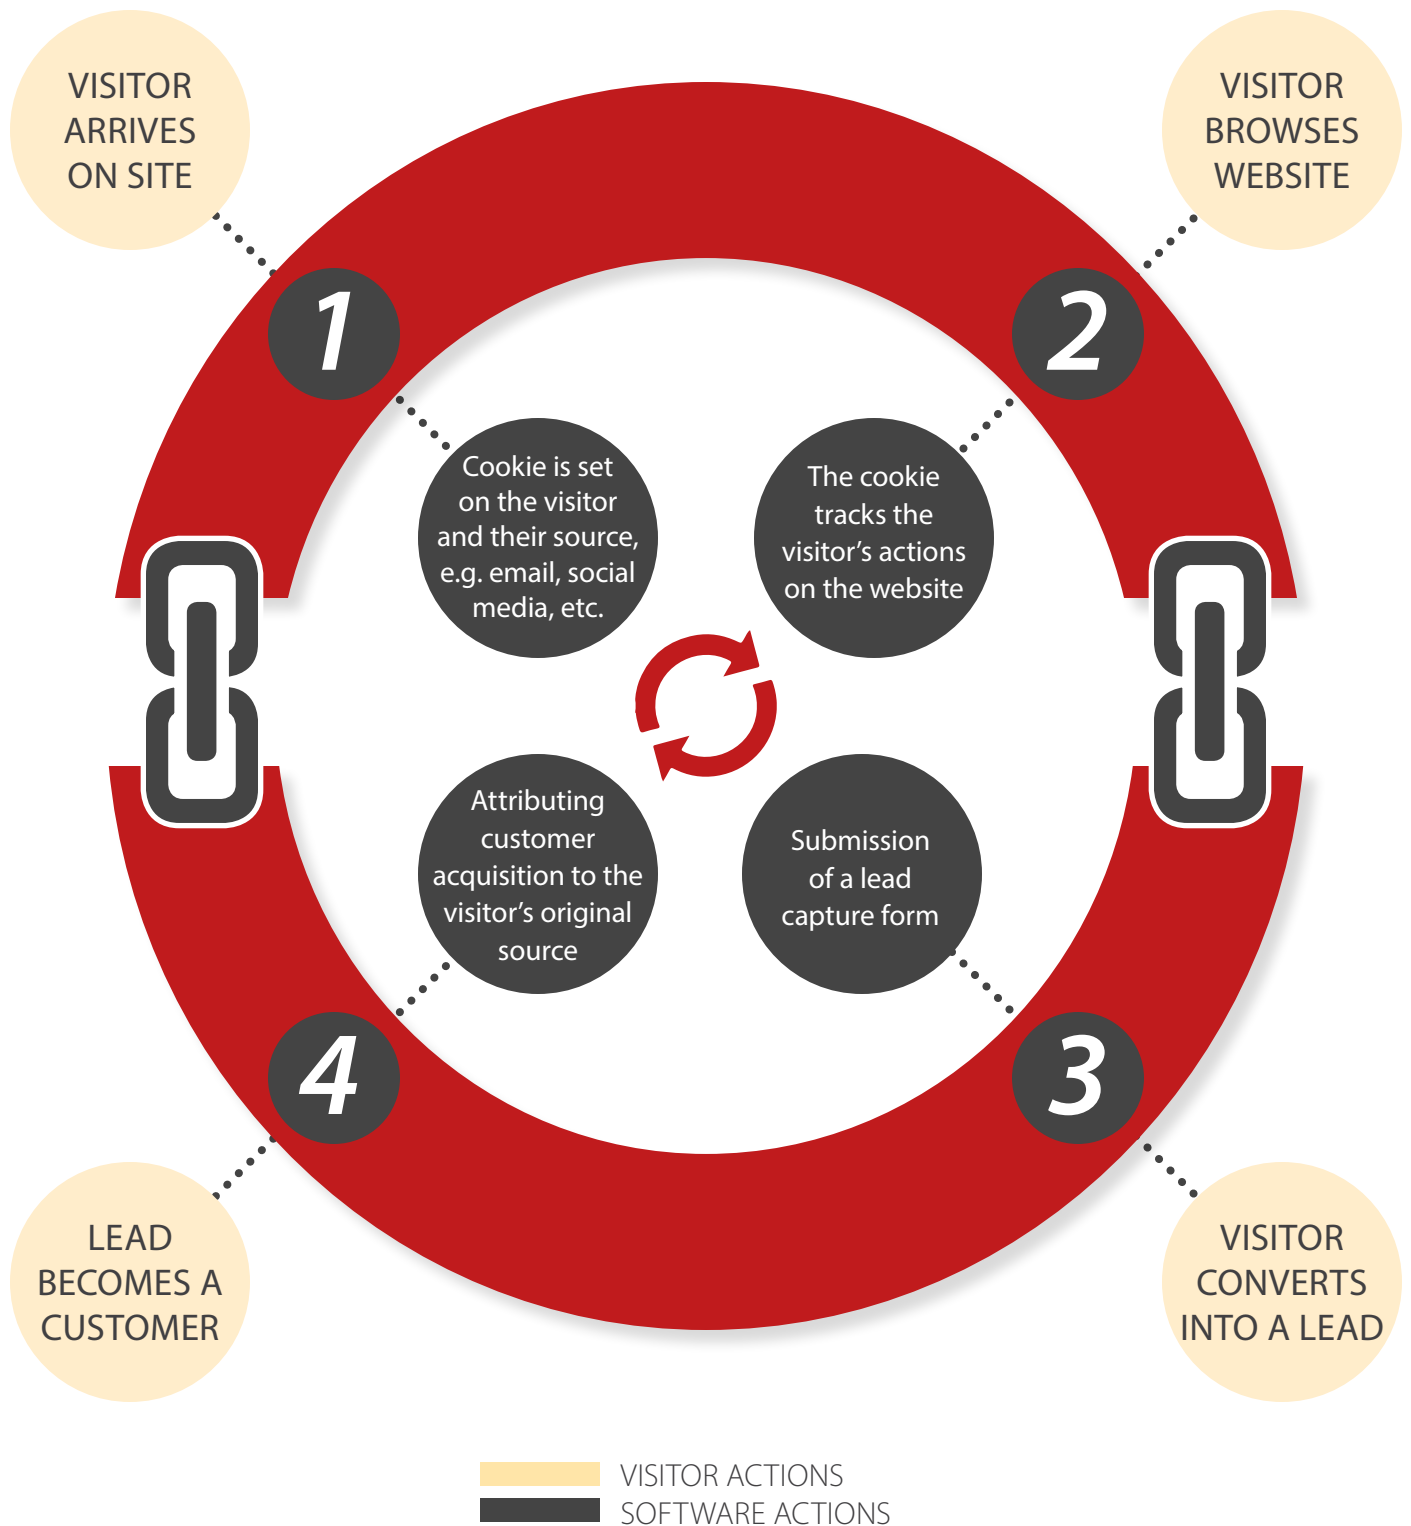 VISITOR
ARRIVES
ON SITE
VISITOR
BROWSES
WEBSITE
1
2
Cookie is set
on the visitor
and their source,
e.g. email, social
media, etc.
The cookie
tracks the
visitor’s actions
on the website
Attributing
customer
acquisition to the
visitor’s original
source
Submission
of a lead
capture form
4
3
LEAD
BECOMES A
CUSTOMER
VISITOR
CONVERTS
INTO A LEAD
VISITOR ACTIONS
SOFTWARE ACTIONS